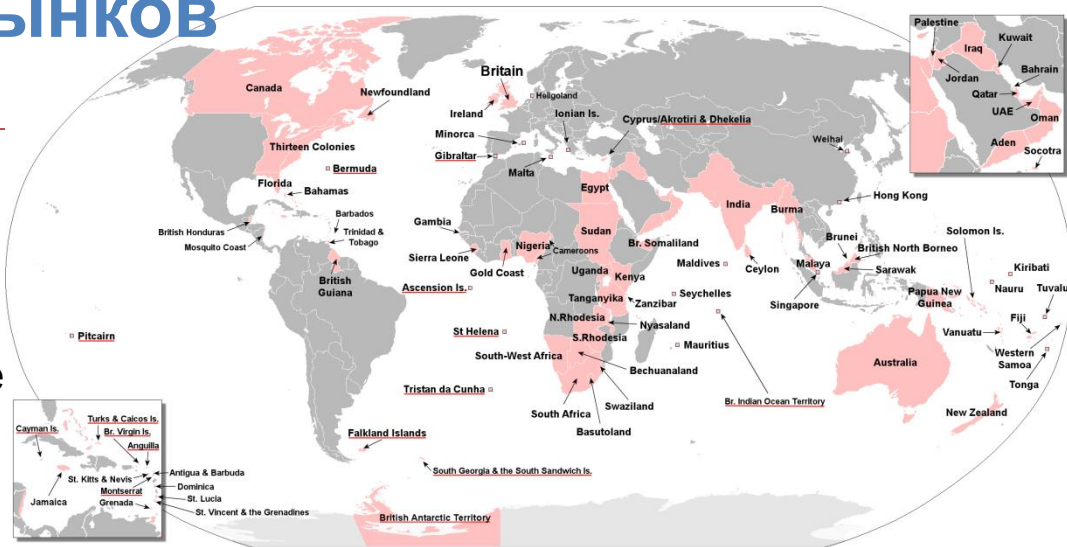 ынков
Palestine
Kuwait
Iraq
Bahrain
Jordan
Qatar
UAE
Oman
Aden
Socotra
Canada
Newfoundland
Britain
Heligoland
Ireland
Ionian Is.
Minorca
Cyprus/Akrotiri & Dhekelia
Gibraltar
Malta
Weihai
Thirteen Colonies
Bermuda
Florida
Bahamas
Egypt
India
Burma
Hong Kong
British Honduras
Barbados
Mosquito Coast
Trinidad &
Tobago
Gambia
Sudan
Nigeria
Cameroons
Sierra Leone
Gold Coast
Br. Somaliland
Maldives
Ceylon
Brunei
British North Borneo
Malaya
Sarawak
Singapore
Solomon Is.
Kiribati
Nauru
Tuvalu
British
Guiana
Ascension Is.
Uganda
Kenya
Seychelles
Tanganyika
Zanzibar
Papua New
Guinea
Fiji
Pitcairn
St Helena
N.Rhodesia
Nyasaland
S.Rhodesia
Mauritius
Vanuatu
Western
Samoa
Tonga
South-West Africa
Bechuanaland
Australia
е
Tristan da Cunha
Swaziland
South Africa
Basutoland
Br. Indian Ocean Territory
New Zealand
Falkland Islands
South Georgia & the South Sandwich Is.
British Antarctic Territory
Turks & Caicos Is.
Cayman Is.
Br. Virgin Is.
Anguilla
St. Kitts & Nevis
Antigua & Barbuda
Montserrat
Dominica
Jamaica
St. Lucia
Grenada
St. Vincent & the Grenadines